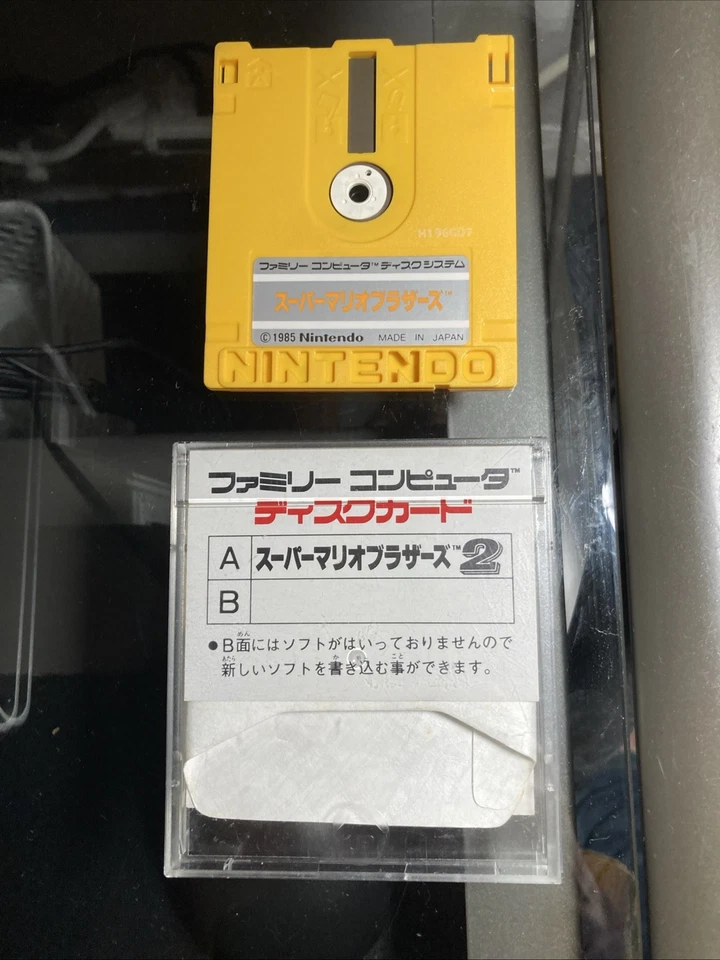 ファミリー コンピュータ™ ディスクシステム
スーパーマリオブラザーズ™
©1985 Nintendo MADE IN JAPAN
NINTENDO
ファミリー コンピュータ™
ディスクカード
A スーパーマリオブラザーズ™2
B
●B面にはソフトがはいっておりませんので
新しいソフトを書き込む事ができます。